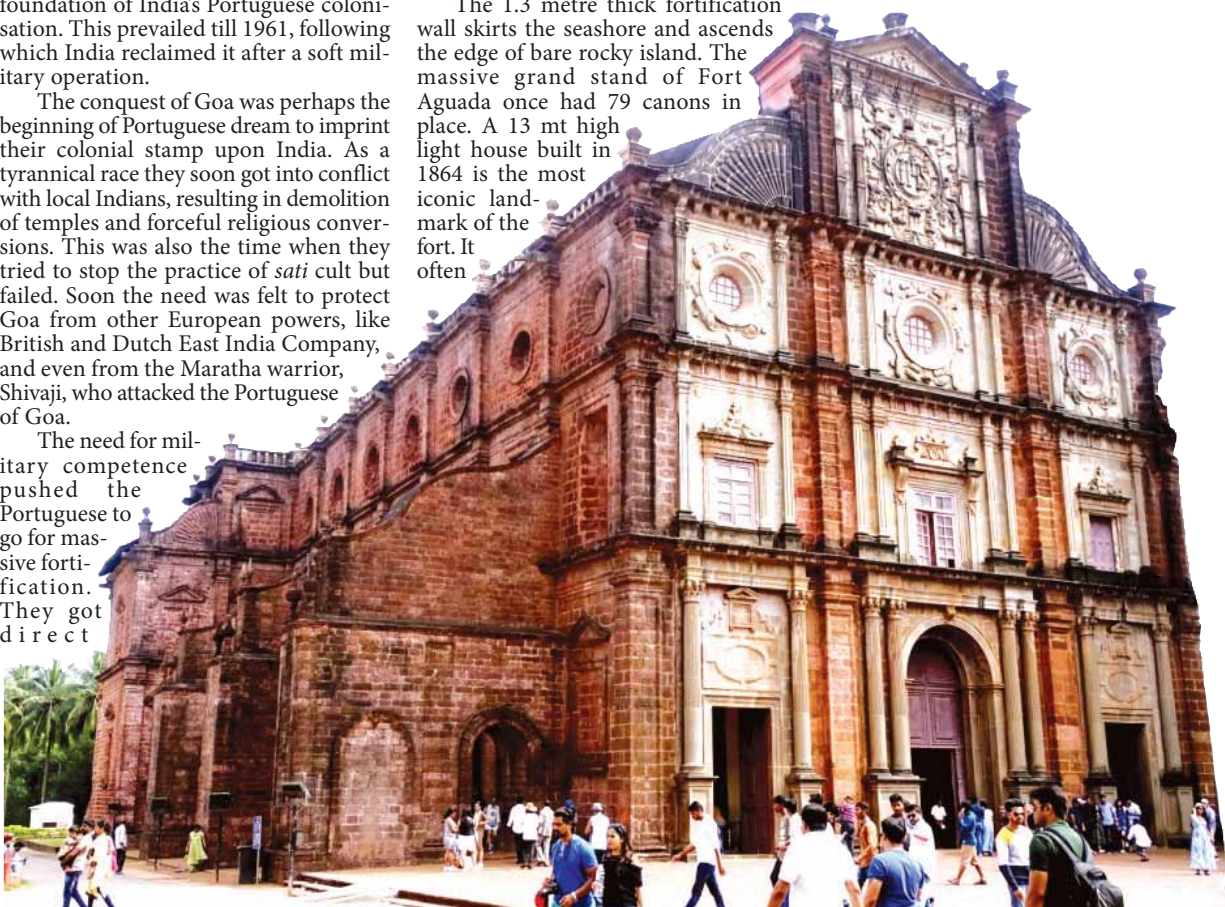 foundation of India's Portuguese coloni-
sation. This prevailed till 1961, following
which India reclaimed it after a soft mil-
itary operation.
The conquest of Goa was perhaps the
beginning of Portuguese dream to imprint
their colonial stamp upon India. As a
tyrannical race they soon got into conflict
with local Indians, resulting in demolition
of temples and forceful religious conver-
sions. This was also the time when they
tried to stop the practice of sati cult but
failed. Soon the need was felt to protect
Goa from other European powers, like
British and Dutch East India Company,
and even from the Maratha warrior,
Shivaji, who attacked the Portuguese
of Goa.
The need for mil-
itary competence
pushed the
Portuguese to
go for mas-
sive forti-
fication.
They got
direct
The 1.3 metre thick fortification
wall skirts the seashore and ascends
the edge of bare rocky island. The
massive grand stand of Fort
Aguada once had 79 canons in
place. A 13 mt high
light house built in
1864 is the most
iconic land-
mark of the
fort. It
often
IHS